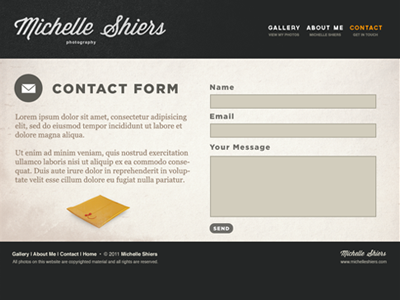 Michelle Shiers
photography
GALLERY ABOUT ME CONTACT
VIEW MY PHOTOS MICHELLE SHIERS GET IN TOUCH
CONTACT FORM
Lorem ipsum dolor sit amet, consectetur adipisicing
elit, sed do eiusmod tempor ut labore et dolore
magna aliqua.
Ut enim ad minim veniam, quis nostrud exercitation
ullamco laboris nisi ut aliquip ex ea commodo conse-
quat. Duis aute irure dolor in reprehenderit in volup-
tate velit esse cillum dolore eu fugiat nulla pariatur.
Name
Email
Your Message
SEND
Gallery | About Me | Contact | Home • © 2011 Michelle Shiers
All photos on this website are copyrighted material and all rights are reserved.
Michelle Shiers
www.michelleshiers.com